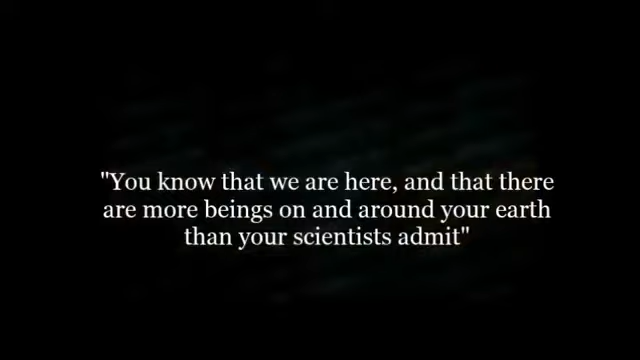 "You know that we are here, and that there
are more beings on and around your earth
than your scientists admit"